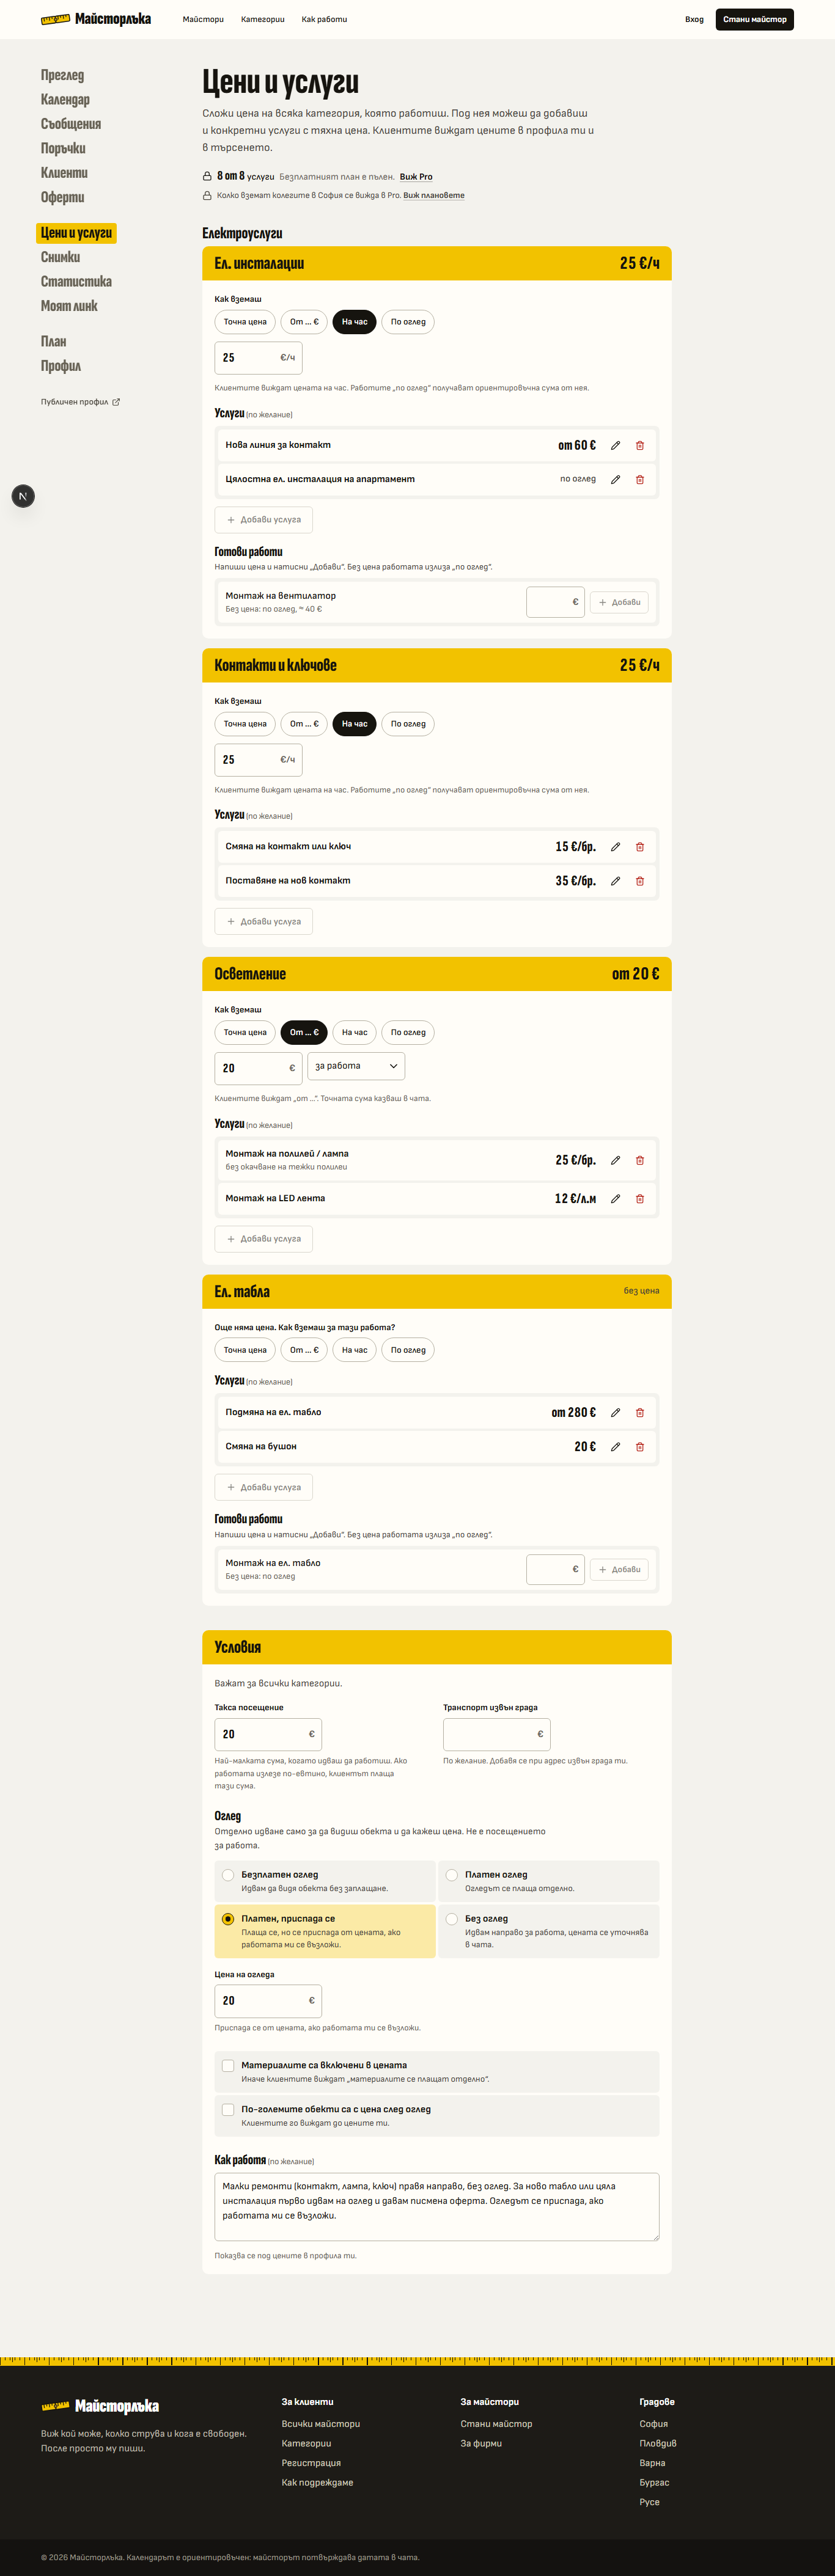 Майсторлъка
Майстори
Категории
Как работи
Вход
Стани майстор
Преглед
Календар
Съобщения
Поръчки
Клиенти
Оферти
Цени и услуги
Снимки
Статистика
Моят линк
План
Профил
Публичен профил
N
Цени и услуги
Сложи цена на всяка категория, която работиш. Под нея можеш да добавиш
и конкретни услуги с тяхна цена. Клиентите виждат цените в профила ти и
в търсенето.
8 от 8 услуги Безплатният план е пълен. Виж Pro
Колко вземат колегите в София се вижда в Pro. Виж плановете
Електроуслуги
Ел. инсталации 25 €/ч
Как вземаш
Точна цена От … € На час По оглед
25 €/ч
Клиентите виждат цената на час. Работите „по оглед“ получават ориентировъчна сума от нея.
Услуги (по желание)
Нова линия за контакт от 60 €
Цялостна ел. инсталация на апартамент по оглед
+ Добави услуга
Готови работи
Напиши цена и натисни „Добави“. Без цена работата излиза „по оглед“.
Монтаж на вентилатор € + Добави
Без цена: по оглед, ≈ 40 €
Контакти и ключове 25 €/ч
Как вземаш
Точна цена От … € На час По оглед
25 €/ч
Клиентите виждат цената на час. Работите „по оглед“ получават ориентировъчна сума от нея.
Услуги (по желание)
Смяна на контакт или ключ 15 €/бр.
Поставяне на нов контакт 35 €/бр.
+ Добави услуга
Осветление от 20 €
Как вземаш
Точна цена От … € На час По оглед
20 € за работа
Клиентите виждат „от …“. Точната сума казваш в чата.
Услуги (по желание)
Монтаж на полилей / лампа 25 €/бр.
без окачване на тежки полилеи
Монтаж на LED лента 12 €/л.м
+ Добави услуга
Ел. табла без цена
Още няма цена. Как вземаш за тази работа?
Точна цена От … € На час По оглед
Услуги (по желание)
Подмяна на ел. табло от 280 €
Смяна на бушон 20 €
+ Добави услуга
Готови работи
Напиши цена и натисни „Добави“. Без цена работата излиза „по оглед“.
Монтаж на ел. табло € + Добави
Без цена: по оглед
Условия
Важат за всички категории.
Такса посещение
20 €
Най-малката сума, когато идваш да работиш. Ако
работата излезе по-евтино, клиентът плаща
тази сума.
Транспорт извън града
€
По желание. Добавя се при адрес извън града ти.
Оглед
Отделно идване само за да видиш обекта и да кажеш цена. Не е посещението
за работа.
Безплатен оглед
Идвам да видя обекта без заплащане.
Платен оглед
Огледът се плаща отделно.
Платен, приспада се
Плаща се, но се приспада от цената, ако
работата ми се възложи.
Без оглед
Идвам направо за работа, цената се уточнява
в чата.
Цена на огледа
20 €
Приспада се от цената, ако работата ти се възложи.
Материалите са включени в цената
Иначе клиентите виждат „материалите се плащат отделно“.
По-големите обекти са с цена след оглед
Клиентите го виждат до цените ти.
Как работя (по желание)
Малки ремонти (контакт, лампа, ключ) правя направо, без оглед. За ново табло или цяла
инсталация първо идвам на оглед и давам писмена оферта. Огледът се приспада, ако
работата ми се възложи.
Показва се под цените в профила ти.
Майсторлъка
Виж кой може, колко струва и кога е свободен.
После просто му пиши.
За клиенти
Всички майстори
Категории
Регистрация
Как подреждаме
За майстори
Стани майстор
За фирми
Градове
София
Пловдив
Варна
Бургас
Русе
© 2026 Майсторлъка. Календарът е ориентировъчен: майсторът потвърждава датата в чата.